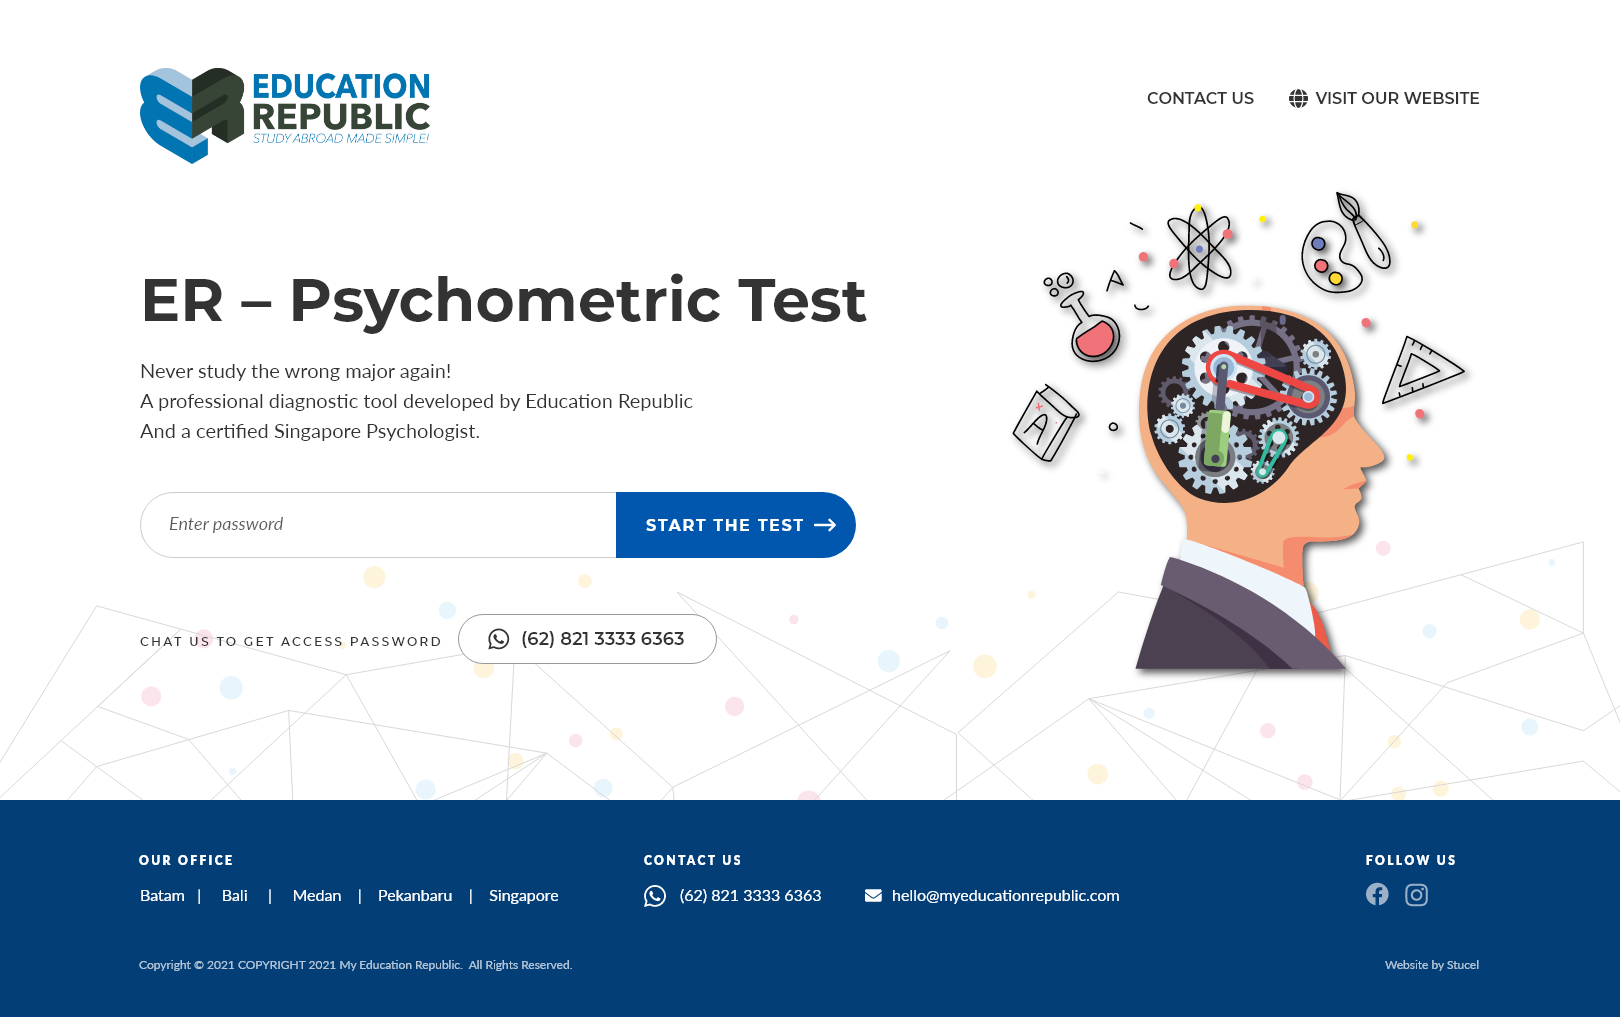 EDUCATION
REPUBLIC
STUDY ABROAD MADE SIMPLE!
CONTACT US
VISIT OUR WEBSITE
ER – Psychometric Test
Never study the wrong major again!
A professional diagnostic tool developed by Education Republic
And a certified Singapore Psychologist.
Enter password
START THE TEST
CHAT US TO GET ACCESS PASSWORD
(62) 821 3333 6363
A
A+
OUR OFFICE
Batam | Bali | Medan | Pekanbaru | Singapore
CONTACT US
(62) 821 3333 6363
hello@myeducationrepublic.com
FOLLOW US
Copyright © 2021 COPYRIGHT 2021 My Education Republic. All Rights Reserved.
Website by Stucel